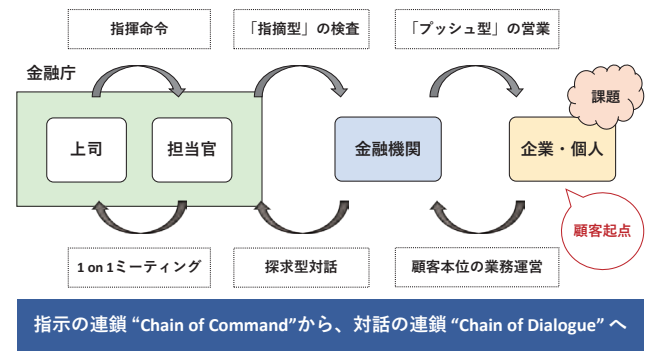 指揮命令
「指摘型」の検査
「プッシュ型」の営業
金融庁
課題
上司
担当官
金融機関
企業・個人
顧客起点
1 on 1ミーティング
探求型対話
顧客本位の業務運営
指示の連鎖 “Chain of Command”から、対話の連鎖 “Chain of Dialogue” へ